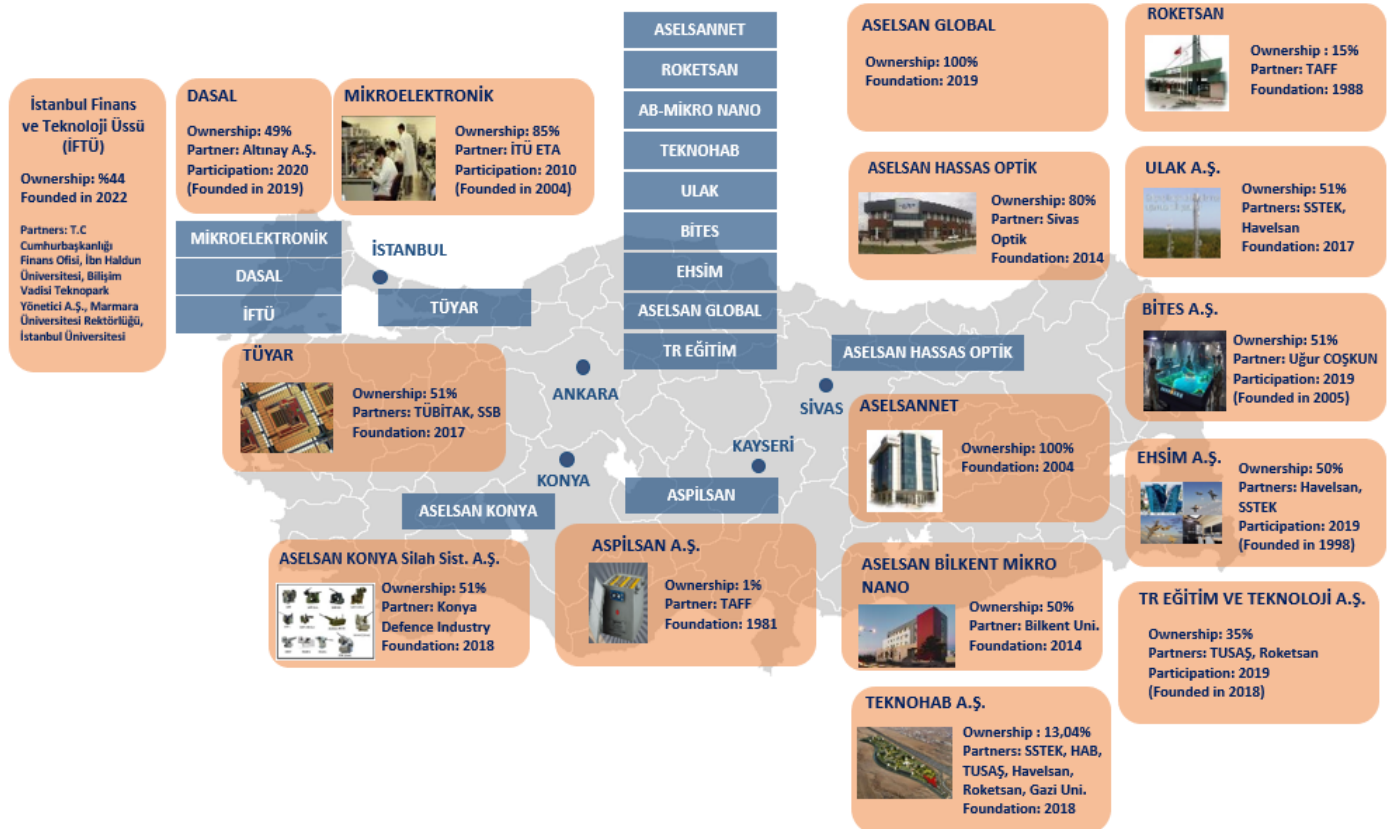 İstanbul Finans
ve Teknoloji Üssü
(İFTÜ)
Ownership: %44
Founded in 2022
Partners: T.C
Cumhurbaşkanlığı
Finans Ofisi, İbn Haldun
Üniversitesi, Bilişim
Vadisi Teknopark
Yönetici A.Ş., Marmara
Üniversitesi Rektörlüğü,
İstanbul Üniversitesi
DASAL
Ownership: 49%
Partner: Altınay A.Ş.
Participation: 2020
(Founded in 2019)
MİKROELEKTRONİK
Ownership: 85%
Partner: İTÜ ETA
Participation: 2010
(Founded in 2004)
MİKROELEKTRONİK
DASAL
İFTÜ
İSTANBUL
TÜYAR
TÜYAR
Ownership: 51%
Partners: TÜBİTAK, SSB
Foundation: 2017
ASELSANNET
ROKETSAN
AB-MİKRO NANO
TEKNOHAB
ULAK
BİTES
EHSİM
ASELSAN GLOBAL
TR EĞİTİM
ANKARA
KONYA
ASELSAN KONYA
ASELSAN KONYA Silah Sist. A.Ş.
Ownership: 51%
Partner: Konya
Defence Industry
Foundation: 2018
KAYSERİ
ASPİLSAN
ASPİLSAN A.Ş.
Ownership: 1%
Partner: TAFF
Foundation: 1981
ASELSAN GLOBAL
Ownership: 100%
Foundation: 2019
ASELSAN HASSAS OPTİK
Ownership: 80%
Partner: Sivas
Optik
Foundation: 2014
ASELSAN HASSAS OPTİK
SİVAS
ASELSANNET
Ownership: 100%
Foundation: 2004
ASELSAN BİLKENT MİKRO
NANO
Ownership: 50%
Partner: Bilkent Uni.
Foundation: 2014
TEKNOHAB A.Ş.
Ownership : 13,04%
Partners: SSTEK, HAB,
TUSAŞ, Havelsan,
Roketsan, Gazi Uni.
Foundation: 2018
ROKETSAN
Ownership : 15%
Partner: TAFF
Foundation: 1988
ULAK A.Ş.
Ownership: 51%
Partners: SSTEK,
Havelsan
Foundation: 2017
BİTES A.Ş.
Ownership: 51%
Partner: Uğur COŞKUN
Participation: 2019
(Founded in 2005)
EHSİM A.Ş.
Ownership: 50%
Partners: Havelsan,
SSTEK
Participation: 2019
(Founded in 1998)
TR EĞİTİM VE TEKNOLOJİ A.Ş.
Ownership: 35%
Partners: TUSAŞ, Roketsan
Participation: 2019
(Founded in 2018)